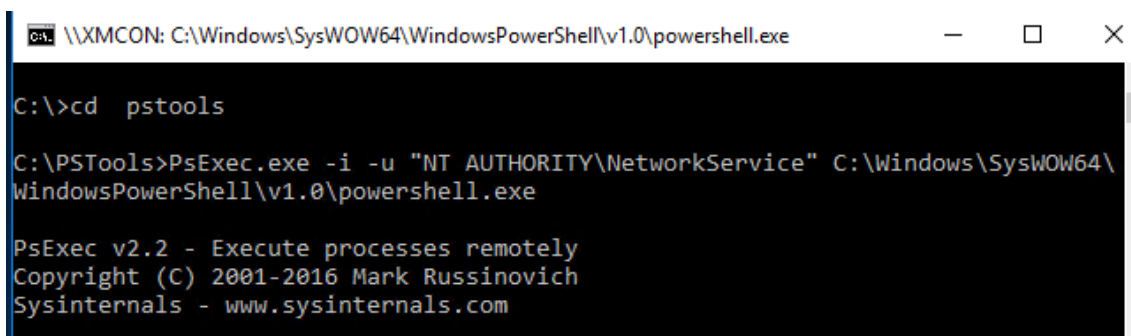 \\XMCON: C:\Windows\SysWOW64\WindowsPowerShell\v1.0\powershell.exe
C:\>cd  pstools
C:\PSTools>PsExec.exe -i -u "NT AUTHORITY\NetworkService" C:\Windows\SysWOW64\
WindowsPowerShell\v1.0\powershell.exe
PsExec v2.2 - Execute processes remotely
Copyright (C) 2001-2016 Mark Russinovich
Sysinternals - www.sysinternals.com